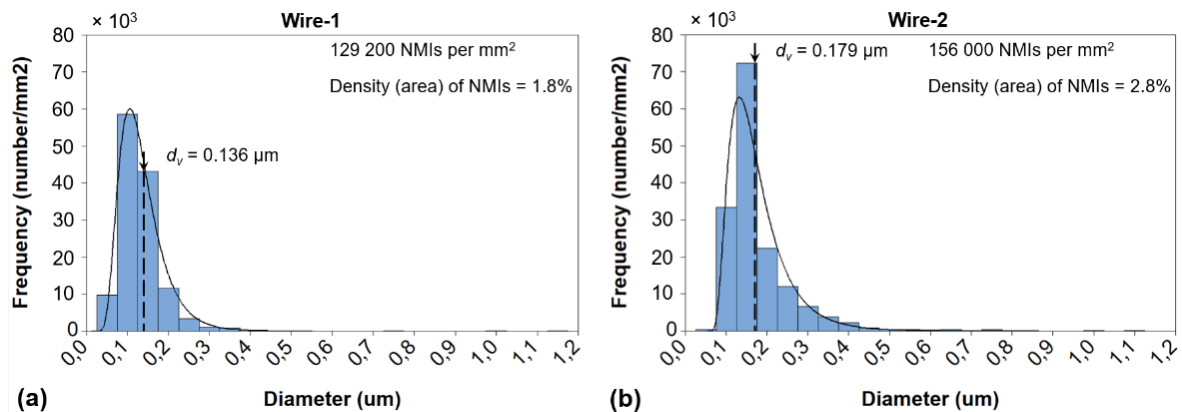 Wire-1
× 10³
129 200 NMIs per mm²
Density (area) of NMIs = 1.8%
dᵥ = 0.136 µm
Frequency (number/mm2)
80
70
60
50
40
30
20
10
0
0,0 0,1 0,2 0,3 0,4 0,5 0,6 0,7 0,8 0,9 1,0 1,1 1,2
Diameter (um)
(a)
Wire-2
× 10³
dᵥ = 0.179 µm
156 000 NMIs per mm²
Density (area) of NMIs = 2.8%
Frequency (number/mm2)
80
70
60
50
40
30
20
10
0
0,0 0,1 0,2 0,3 0,4 0,5 0,6 0,7 0,8 0,9 1,0 1,1 1,2
Diameter (um)
(b)